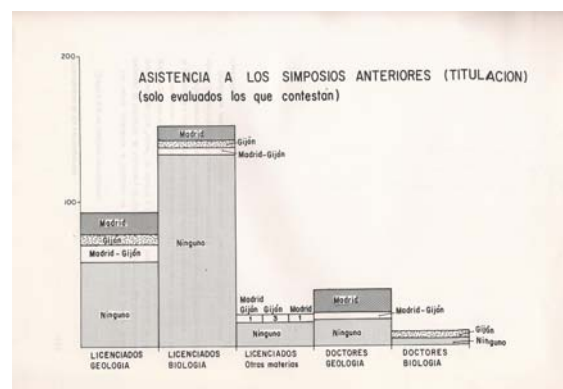 200
ASISTENCIA A LOS SIMPOSIOS ANTERIORES (TITULACION)
(solo evaluados los que contestan)
Madrid
Gijón
Madrid-Gijón
100
Madrid
Gijón
Madrid - Gijón
Ninguno
Ninguno
Madrid
Gijón Gijón Madrid
1 3 1
Ninguno
Madrid
Madrid-Gijón
Ninguno
Gijón
Ninguno
LICENCIADOS
GEOLOGIA
LICENCIADOS
BIOLOGIA
LICENCIADOS
Otras materias
DOCTORES
GEOLOGIA
DOCTORES
BIOLOGIA